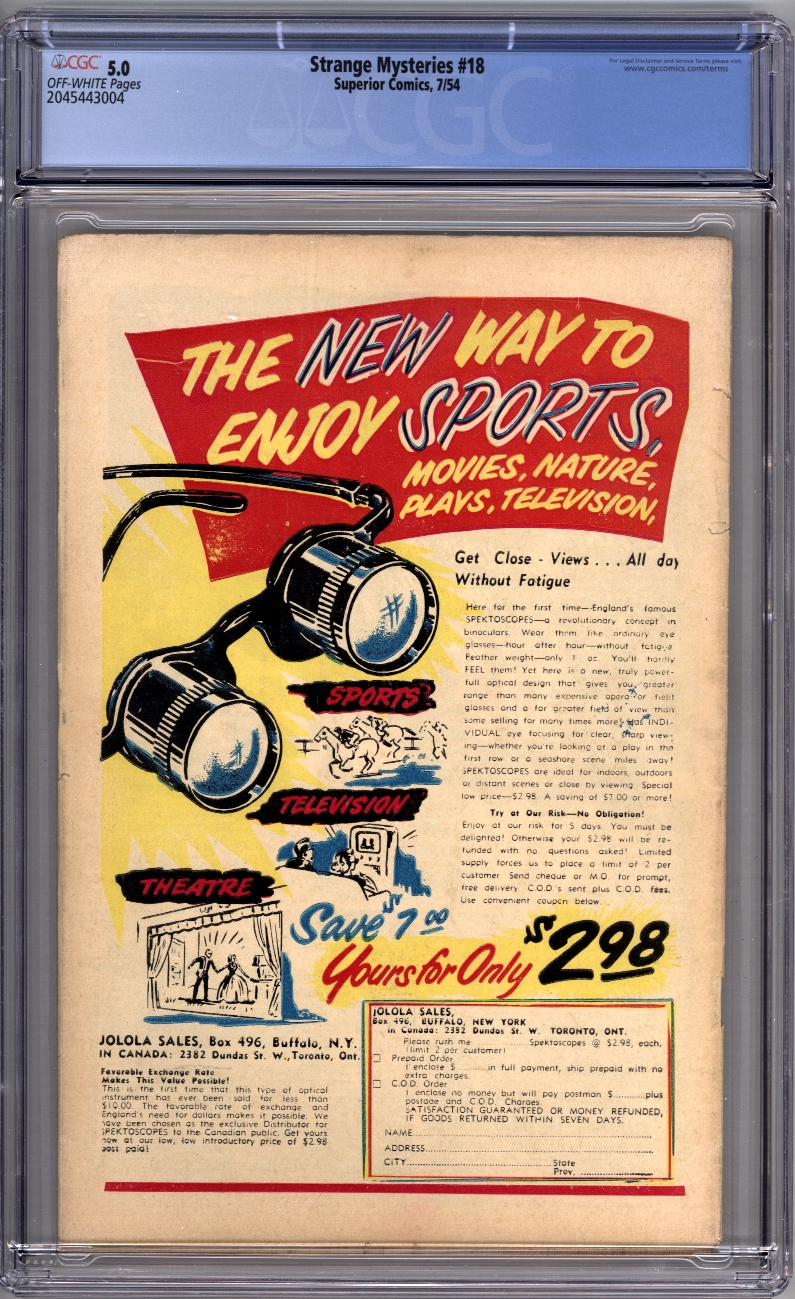 CGC 5.0
OFF-WHITE Pages
2045443004
Strange Mysteries #18
Superior Comics, 7/54
For Legal Disclaimer and Service Terms please visit:
www.cgccomics.com/terms
CGC
THE NEW WAY TO
ENJOY SPORTS,
MOVIES, NATURE,
PLAYS, TELEVISION,
Get Close - Views . . . All day
Without Fatigue
Here for the first time—England's famous
SPEKTOSCOPES—a revolutionary concept in
binoculars. Wear them like ordinary eye
glasses—hour after hour—without fatigue
Feather weight—only 1 oz. You'll hardly
FEEL them! Yet here is a new, truly power-
full optical design that gives you greater
range than many expensive opera or field
glasses and a far greater field of view than
some selling for many times more! Has INDI-
VIDUAL eye focusing for clear, sharp view-
ing—whether you're looking at a play in the
first row or a seashore scene miles away!
SPEKTOSCOPES are ideal for indoors, outdoors
or distant scenes or close by viewing. Special
low price—$2.98. A saving of $7.00 or more!
Try at Our Risk—No Obligation!
Enjoy at our risk for 5 days. You must be
delighted! Otherwise your $2.98 will be re-
funded with no questions asked! Limited
supply forces us to place a limit of 2 per
customer. Send cheque or M.O. for prompt,
free delivery. C.O.D.'s sent plus C.O.D. fees.
Use convenient coupon below.
SPORTS
TELEVISION
THEATRE
Save $7 00
Yours for Only $2 98
JOLOLA SALES, Box 496, Buffalo, N.Y.
IN CANADA: 2382 Dundas St. W., Toronto, Ont.
Favorable Exchange Rate
Makes This Value Possible!
This is the first time that this type of optical
instrument has ever been sold for less than
$10.00. The favorable rate of exchange and
England's need for dollars makes it possible. We
have been chosen as the exclusive Distributor for
SPEKTOSCOPES to the Canadian public. Get yours
now at our low, low introductory price of $2.98
post paid!
JOLOLA SALES,
Box 496, BUFFALO, NEW YORK
In Canada: 2382 Dundas St. W. TORONTO, ONT.
Please rush me ............ Spektoscopes @ $2.98, each.
(limit 2 per customer)
□ Prepaid Order
I enclose $........ in full payment, ship prepaid with no
extra charges.
□ C.O.D. Order
I enclose no money but will pay postman $..........plus
postage and C.O.D. Charges.
SATISFACTION GUARANTEED OR MONEY REFUNDED,
IF GOODS RETURNED WITHIN SEVEN DAYS.
NAME
ADDRESS
CITY State
Prov.